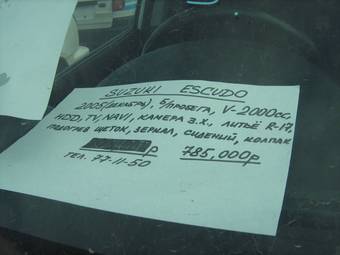 SUZUKI ESCUDO
2005(декабрь), б/пробега, V-2000cc,
HDD, TV, NAVI, камера з.х., литьё R-17,
подогрев щеток, зеркал, сидений, колпак
р 785,000р
тел. 77-11-50